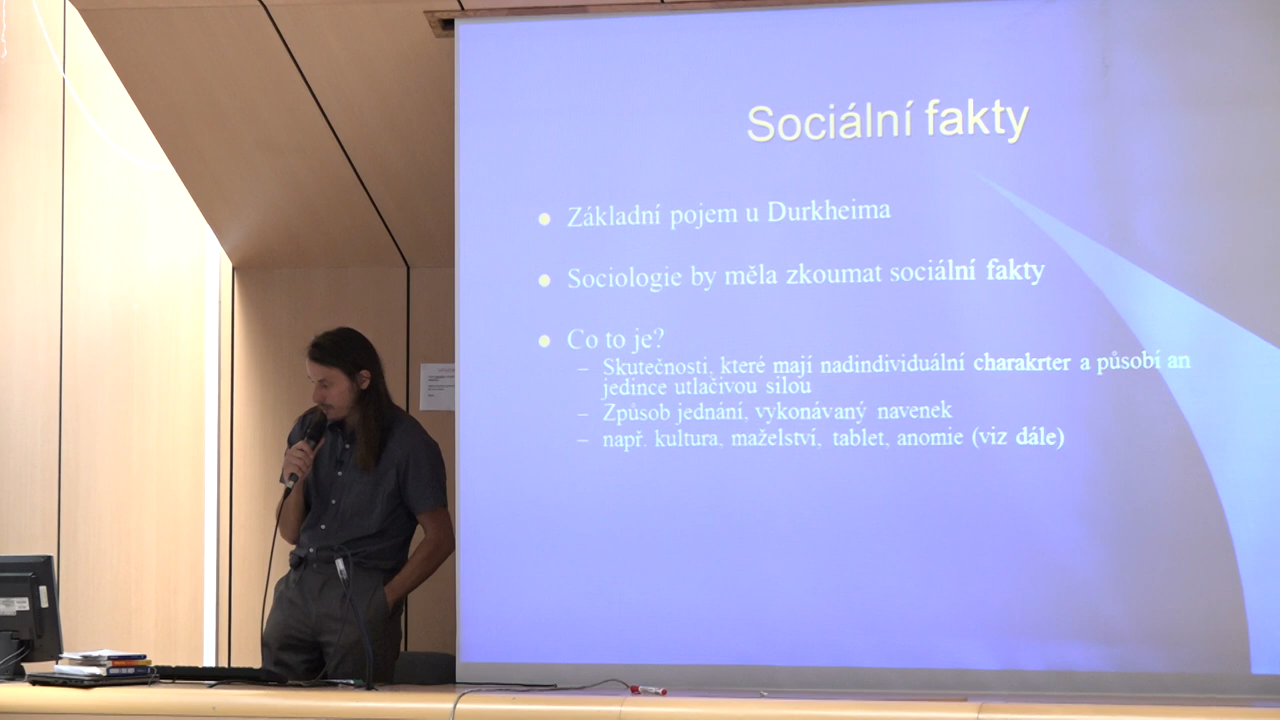 Sociální fakty
Základní pojem u Durkheima
Sociologie by měla zkoumat sociální fakty
Co to je?
– Skutečnosti, které mají nadindividuální charakrter a působí an
jedince utlačivou silou
– Způsob jednání, vykonávaný navenek
– např. kultura, maželství, tablet, anomie (viz dále)